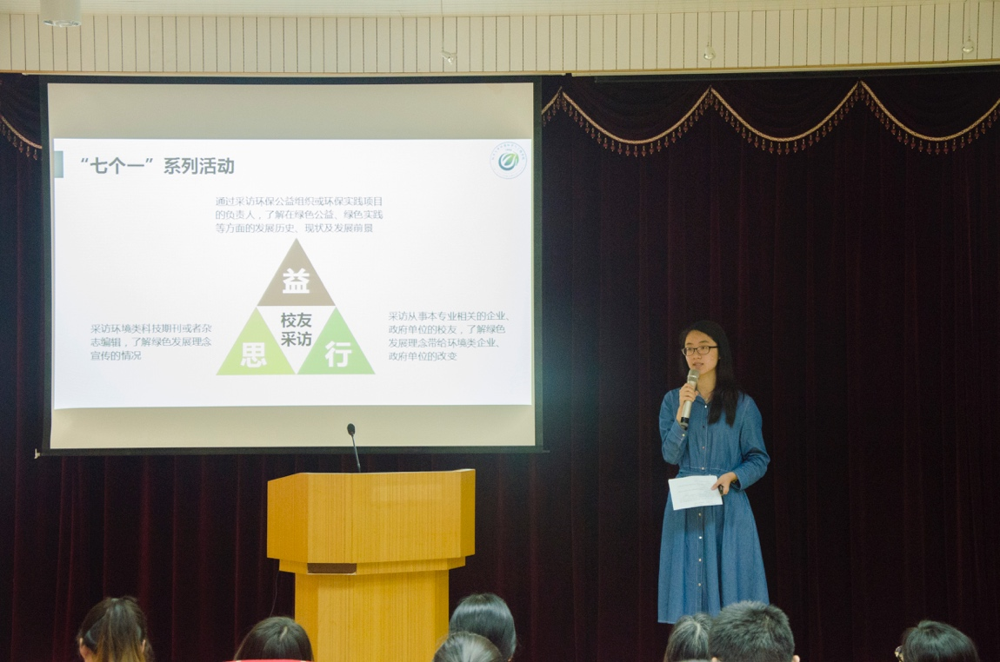 “七个一”系列活动
通过采访环保公益组织或环保实践项目
的负责人，了解在绿色公益、绿色实践
等方面的发展历史、现状及发展前景
益
校友
采访
思
行
采访环境类科技期刊或者杂
志编辑，了解绿色发展理念
宣传的情况
采访从事本专业相关的企业、
政府单位的校友，了解绿色
发展理念带给环境类企业、
政府单位的改变